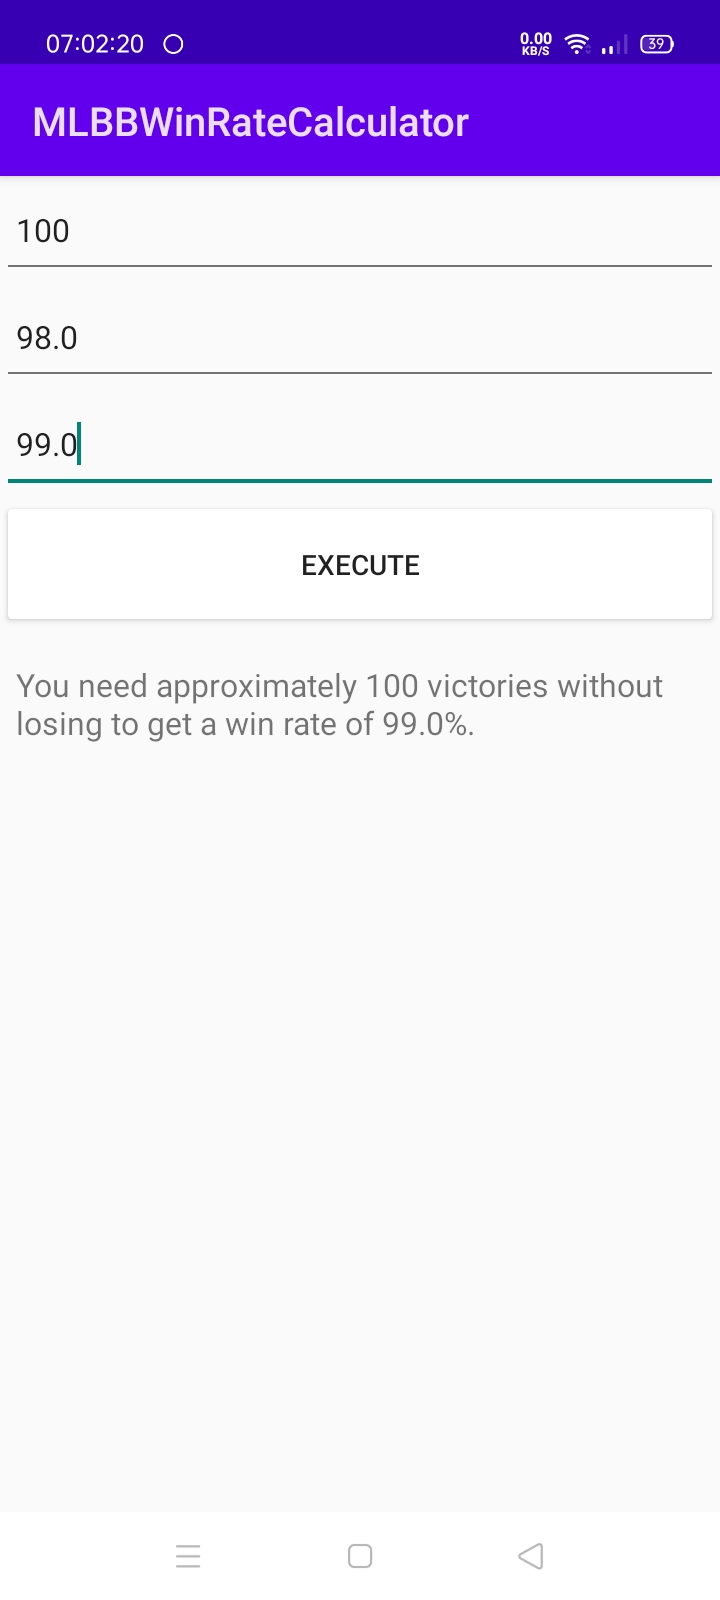 07:02:20
0.00
KB/S
39
MLBBWinRateCalculator
100
98.0
99.0
EXECUTE
You need approximately 100 victories without
losing to get a win rate of 99.0%.